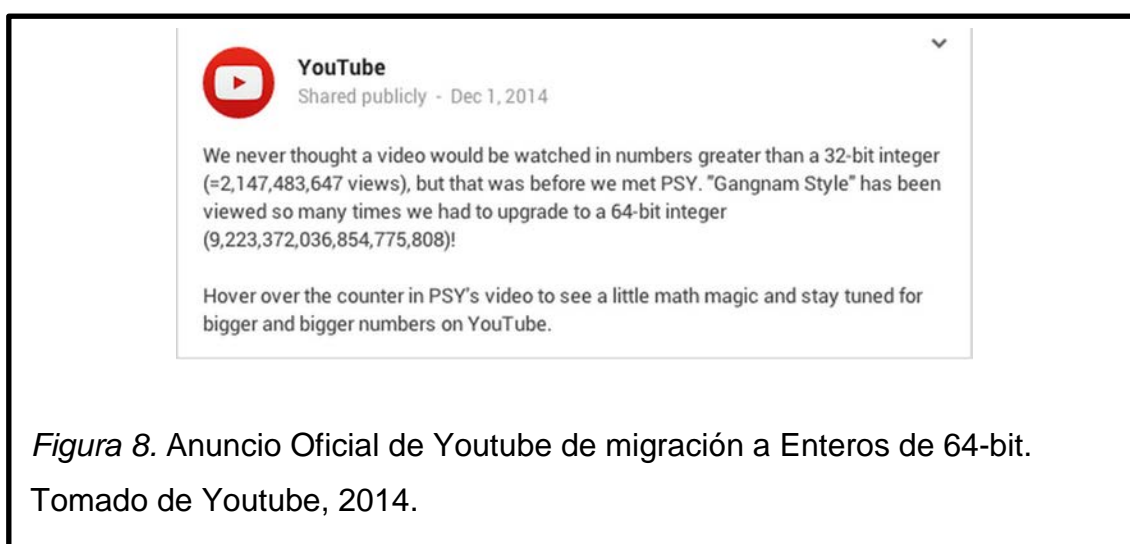 YouTube
Shared publicly - Dec 1, 2014
We never thought a video would be watched in numbers greater than a 32-bit integer
(=2,147,483,647 views), but that was before we met PSY. "Gangnam Style" has been
viewed so many times we had to upgrade to a 64-bit integer
(9,223,372,036,854,775,808)!
Hover over the counter in PSY's video to see a little math magic and stay tuned for
bigger and bigger numbers on YouTube.
Figura 8. Anuncio Oficial de Youtube de migración a Enteros de 64-bit.
Tomado de Youtube, 2014.